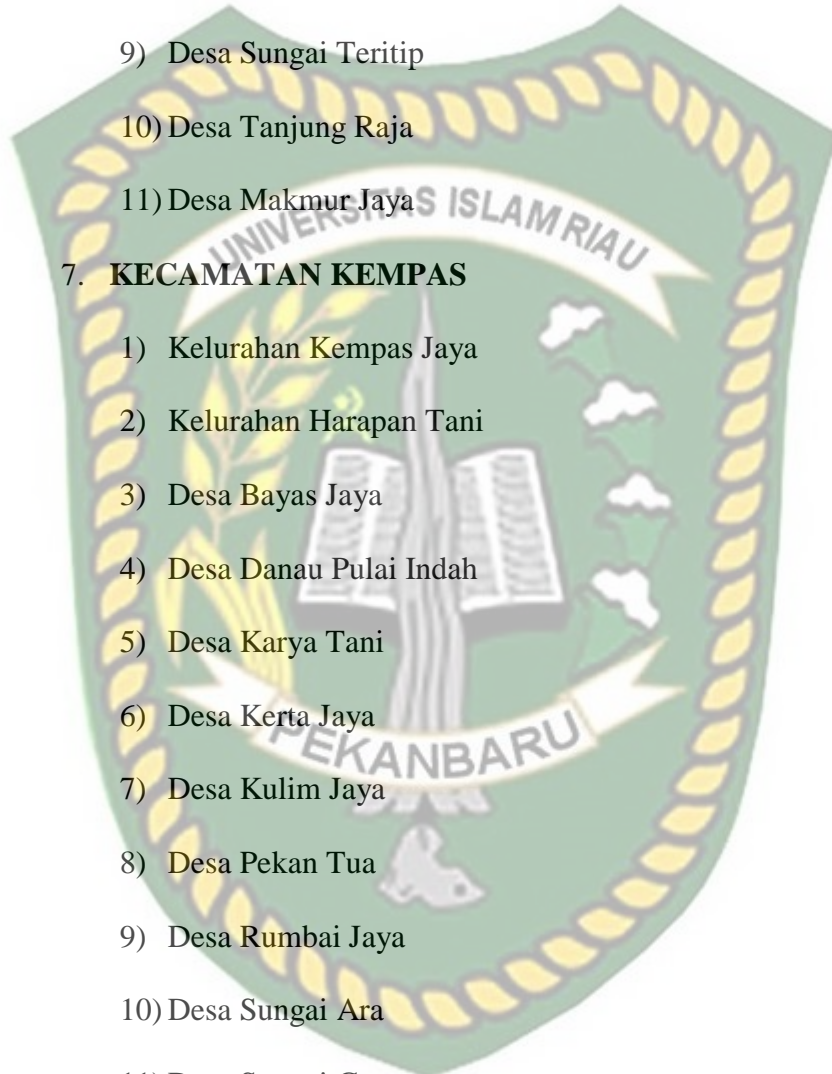 9) Desa Sungai Teritip
10) Desa Tanjung Raja
11) Desa Makmur Jaya
UNIVERSITAS ISLAM RIAU
7. KECAMATAN KEMPAS
1) Kelurahan Kempas Jaya
2) Kelurahan Harapan Tani
3) Desa Bayas Jaya
4) Desa Danau Pulai Indah
5) Desa Karya Tani
6) Desa Kerta Jaya
PEKANBARU
7) Desa Kulim Jaya
8) Desa Pekan Tua
9) Desa Rumbai Jaya
10) Desa Sungai Ara